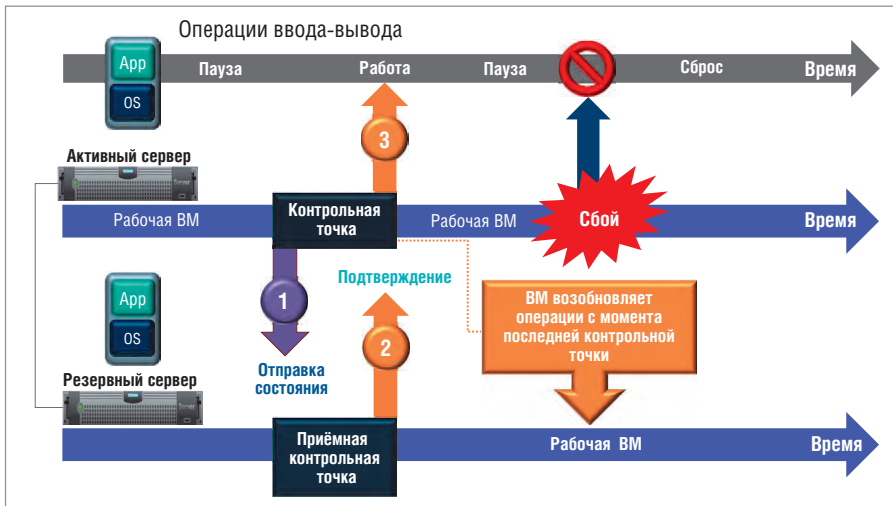 Операции ввода-вывода
App
OS
Пауза
Работа
Пауза
Сброс
Время
3
Активный сервер
Server
Рабочая ВМ
Контрольная
точка
Рабочая ВМ
Сбой
Время
App
OS
1
Подтверждение
2
ВМ возобновляет
операции с момента
последней контрольной
точки
Отправка
состояния
Резервный сервер
Server
Приёмная
контрольная
точка
Рабочая ВМ
Время